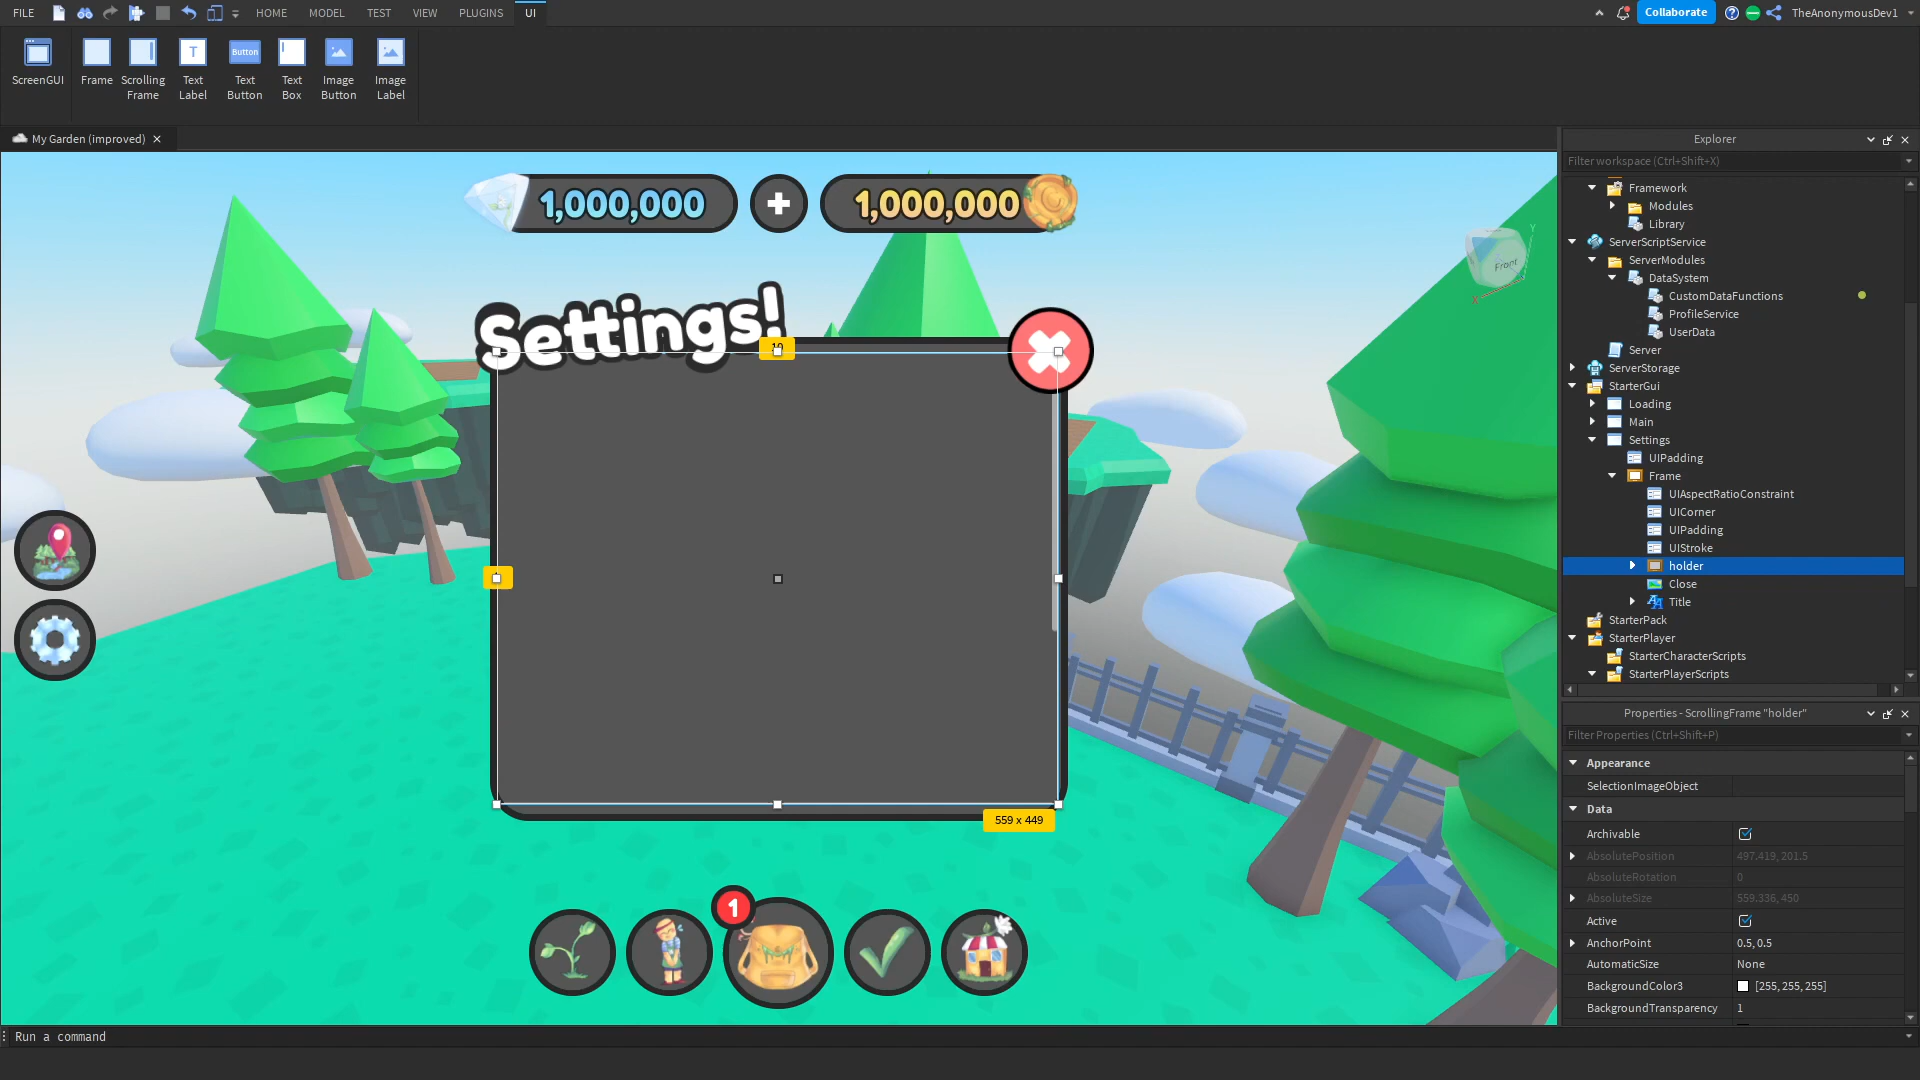 FILE
HOME
MODEL
TEST
VIEW
PLUGINS
UI
Collaborate
TheAnonymousDev1
ScreenGUI
Frame
Scrolling
Frame
T
Text
Label
Button
Text
Button
Text
Box
Image
Button
Image
Label
My Garden (improved)
1,000,000
1,000,000
Settings!
10
559 x 449
1
Y
Front
X
Run a command
Explorer
Filter workspace (Ctrl+Shift+X)
Framework
Modules
Library
ServerScriptService
ServerModules
DataSystem
CustomDataFunctions
ProfileService
UserData
Server
ServerStorage
StarterGui
Loading
Main
Settings
UIPadding
Frame
UIAspectRatioConstraint
UICorner
UIPadding
UIStroke
holder
Close
Title
StarterPack
StarterPlayer
StarterCharacterScripts
StarterPlayerScripts
Properties - ScrollingFrame "holder"
Filter Properties (Ctrl+Shift+P)
Appearance
SelectionImageObject
Data
Archivable
AbsolutePosition 497.419, 201.5
AbsoluteRotation 0
AbsoluteSize 559.336, 450
Active
AnchorPoint 0.5, 0.5
AutomaticSize None
BackgroundColor3 [255, 255, 255]
BackgroundTransparency 1